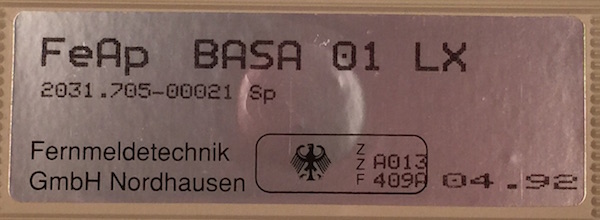 FeAp BASA 01 LX
2031.705-00021 Sp
Fernmeldetechnik
GmbH Nordhausen
Z
Z A013
F 409A
04.92